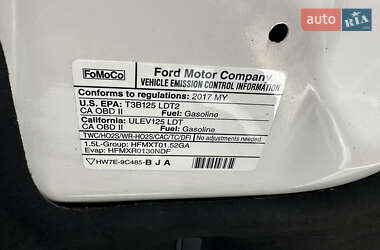 auto RIA.com
FoMoCo
Ford Motor Company
VEHICLE EMISSION CONTROL INFORMATION
Conforms to regulations: 2017 MY
U.S. EPA: T3B125 LDT2
CA OBD II Fuel: Gasoline
California: ULEV125 LDT
CA OBD II Fuel: Gasoline
TWC/HO2S/WR-HO2S/CAC/TC/DFI No adjustments needed.
1.5L-Group: HFMXT01.52GA
Evap: HFMXR0130NDF
HW7E-9C485-BJA